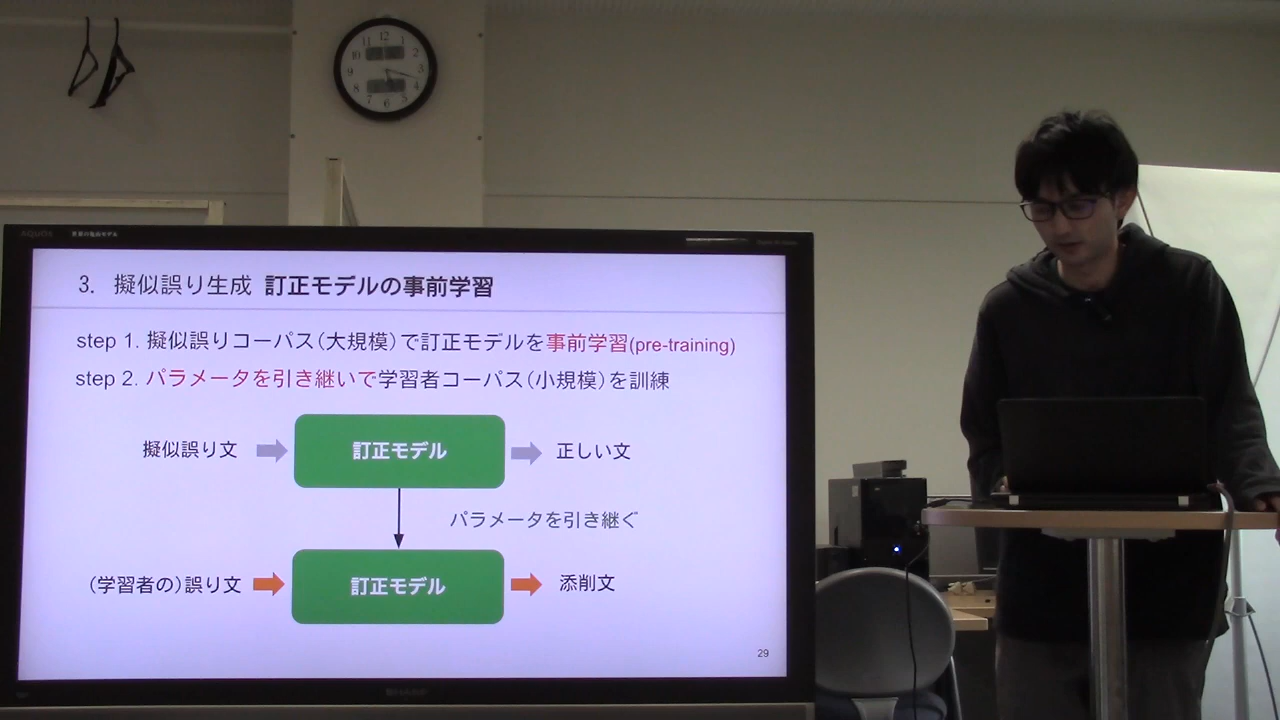 AQUOS
3. 擬似誤り生成 訂正モデルの事前学習
step 1. 擬似誤りコーパス(大規模)で訂正モデルを事前学習(pre-training)
step 2. パラメータを引き継いで学習者コーパス(小規模)を訓練
擬似誤り文 訂正モデル 正しい文
パラメータを引き継ぐ
(学習者の)誤り文 訂正モデル 添削文
29